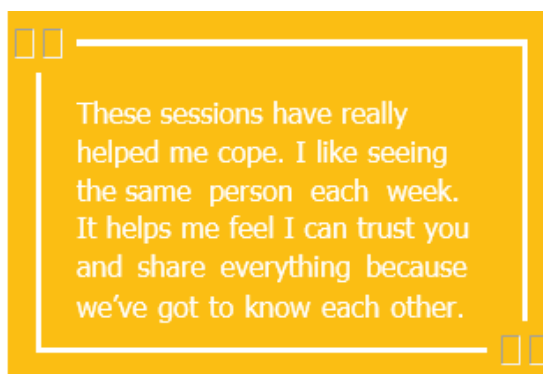 These sessions have really
helped me cope. I like seeing
the same person each week.
It helps me feel I can trust you
and share everything because
we've got to know each other.